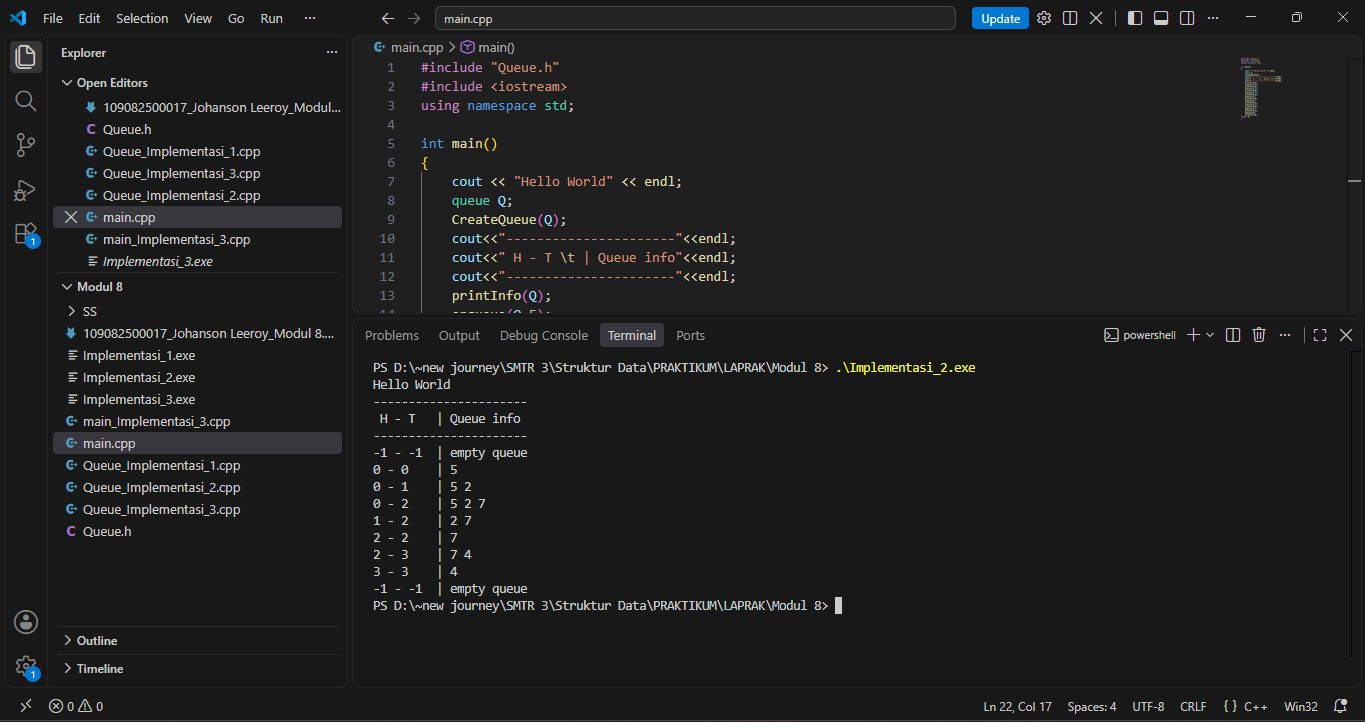 File Edit Selection View Go Run ···
main.cpp
Update
Explorer
Open Editors
109082500017_Johanson Leeroy_Modul...
C Queue.h
Queue_Implementasi_1.cpp
Queue_Implementasi_3.cpp
Queue_Implementasi_2.cpp
main.cpp
main_Implementasi_3.cpp
Implementasi_3.exe
Modul 8
SS
109082500017_Johanson Leeroy_Modul 8....
Implementasi_1.exe
Implementasi_2.exe
Implementasi_3.exe
main_Implementasi_3.cpp
main.cpp
Queue_Implementasi_1.cpp
Queue_Implementasi_2.cpp
Queue_Implementasi_3.cpp
C Queue.h
Outline
Timeline
1
1
main.cpp > main()
1 #include "Queue.h"
2 #include <iostream>
3 using namespace std;
4
5 int main()
6 {
7 cout << "Hello World" << endl;
8 queue Q;
9 CreateQueue(Q);
10 cout<<"----------------------"<<endl;
11 cout<<" H - T \t | Queue info"<<endl;
12 cout<<"----------------------"<<endl;
13 printInfo(Q);
Problems Output Debug Console Terminal Ports
powershell
PS D:\~new journey\SMTR 3\Struktur Data\PRAKTIKUM\LAPRAK\Modul 8> .\Implementasi_2.exe
Hello World
----------------------
H - T | Queue info
----------------------
-1 - -1 | empty queue
0 - 0 | 5
0 - 1 | 5 2
0 - 2 | 5 2 7
1 - 2 | 2 7
2 - 2 | 7
2 - 3 | 7 4
3 - 3 | 4
-1 - -1 | empty queue
PS D:\~new journey\SMTR 3\Struktur Data\PRAKTIKUM\LAPRAK\Modul 8>
0 0
Ln 22, Col 17 Spaces: 4 UTF-8 CRLF { } C++ Win32